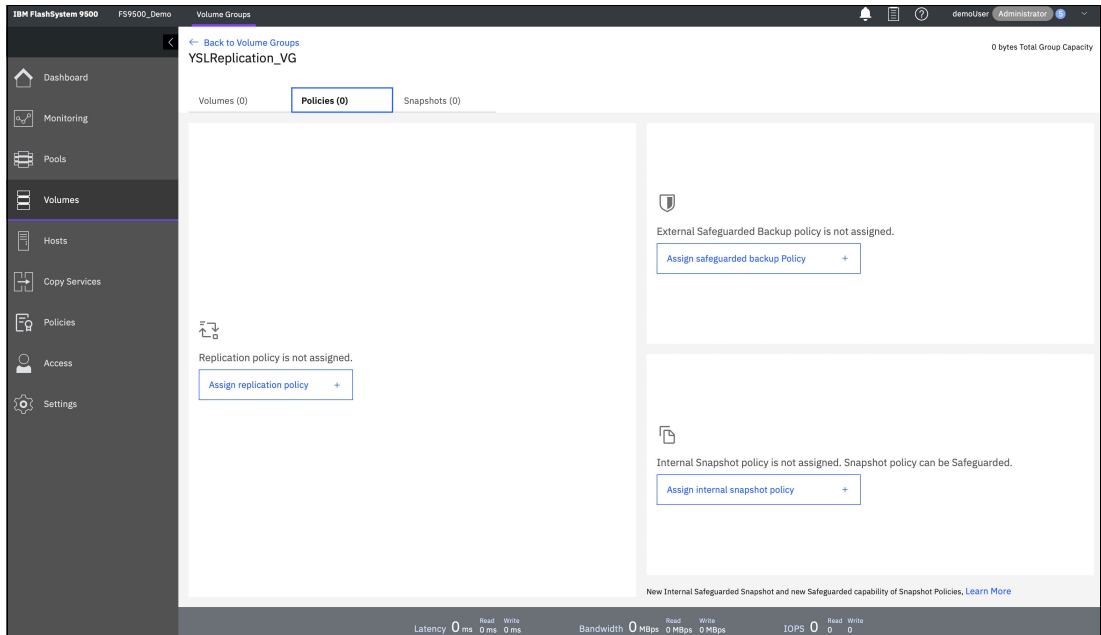 IBM FlashSystem 9500 FS9500_Demo Volume Groups demoUser Administrator S
← Back to Volume Groups
YSLReplication_VG
0 bytes Total Group Capacity
Dashboard
Monitoring
Pools
Volumes
Hosts
Copy Services
Policies
Access
Settings
Volumes (0) Policies (0) Snapshots (0)
Replication policy is not assigned.
Assign replication policy +
External Safeguarded Backup policy is not assigned.
Assign safeguarded backup Policy +
Internal Snapshot policy is not assigned. Snapshot policy can be Safeguarded.
Assign internal snapshot policy +
New Internal Safeguarded Snapshot and new Safeguarded capability of Snapshot Policies, Learn More
Latency 0 ms Read 0 ms Write 0 ms Bandwidth 0 MBps Read 0 MBps Write 0 MBps IOPS 0 Read 0 Write 0